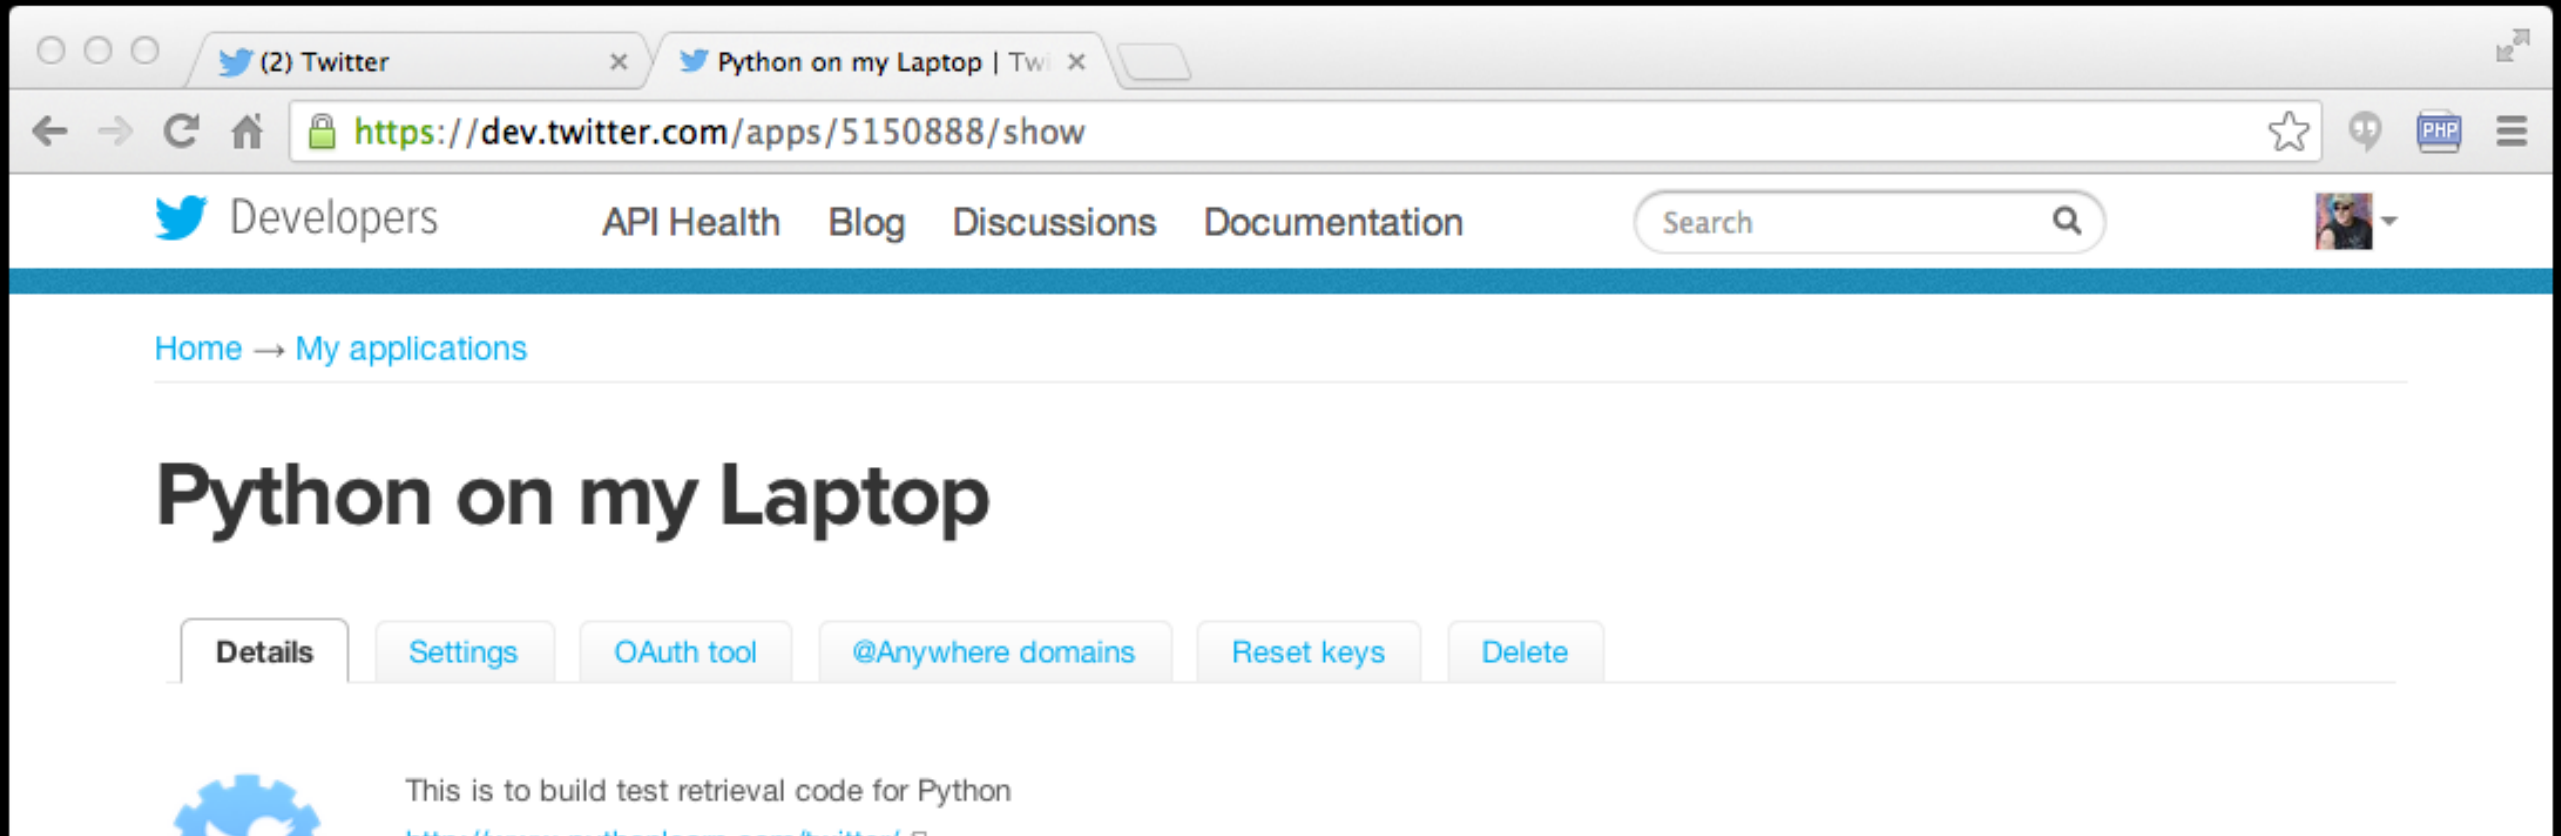 (2) Twitter
Python on my Laptop | Twi
https://dev.twitter.com/apps/5150888/show
PHP
Developers API Health Blog Discussions Documentation Search
Home → My applications
Python on my Laptop
Details Settings OAuth tool @Anywhere domains Reset keys Delete
This is to build test retrieval code for Python